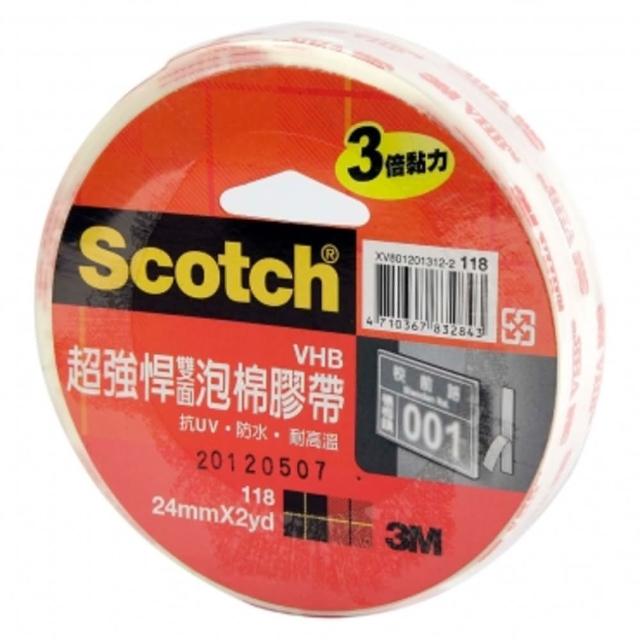 3倍黏力
Scotch®
XV801201312-2 118
4 710367 832843
VHB
超強悍雙面泡棉膠帶
抗UV・防水・耐高溫
001
20120507
118
24mmX2yd
3M